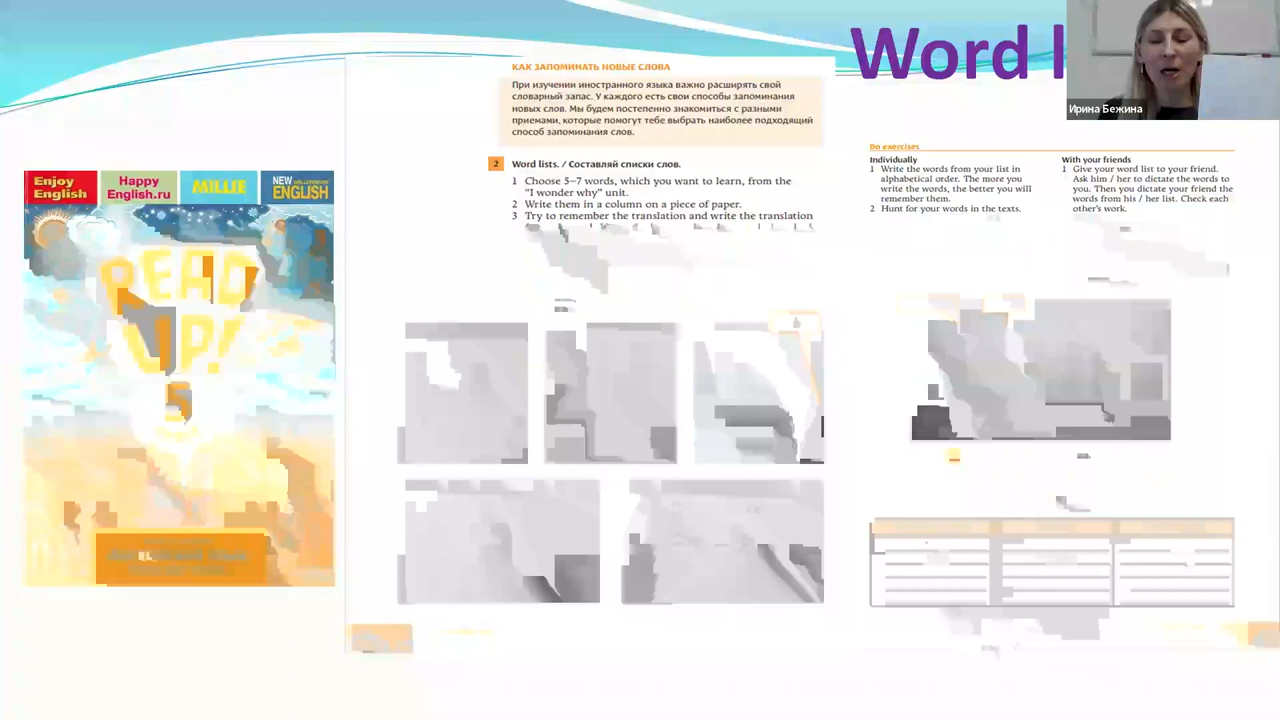 Word l
Ирина Бежина
Enjoy
English
Happy
English.ru
MILLIE
NEW MILLENNIUM
ENGLISH
READ
UP!
5
КАК ЗАПОМИНАТЬ НОВЫЕ СЛОВА
При изучении иностранного языка важно расширять свой
словарный запас. У каждого есть свои способы запоминания
новых слов. Мы будем постепенно знакомиться с разными
приемами, которые помогут тебе выбрать наиболее подходящий
способ запоминания слов.
2 Word lists. / Составляй списки слов.
1 Choose 5–7 words, which you want to learn, from the
“I wonder why” unit.
2 Write them in a column on a piece of paper.
3 Try to remember the translation and write the translation
Do exercises
Individually
1 Write the words from your list in
alphabetical order. The more you
write the words, the better you will
remember them.
2 Hunt for your words in the texts.
With your friends
1 Give your word list to your friend.
Ask him / her to dictate the words to
you. Then you dictate your friend the
words from his / her list. Check each
other’s work.